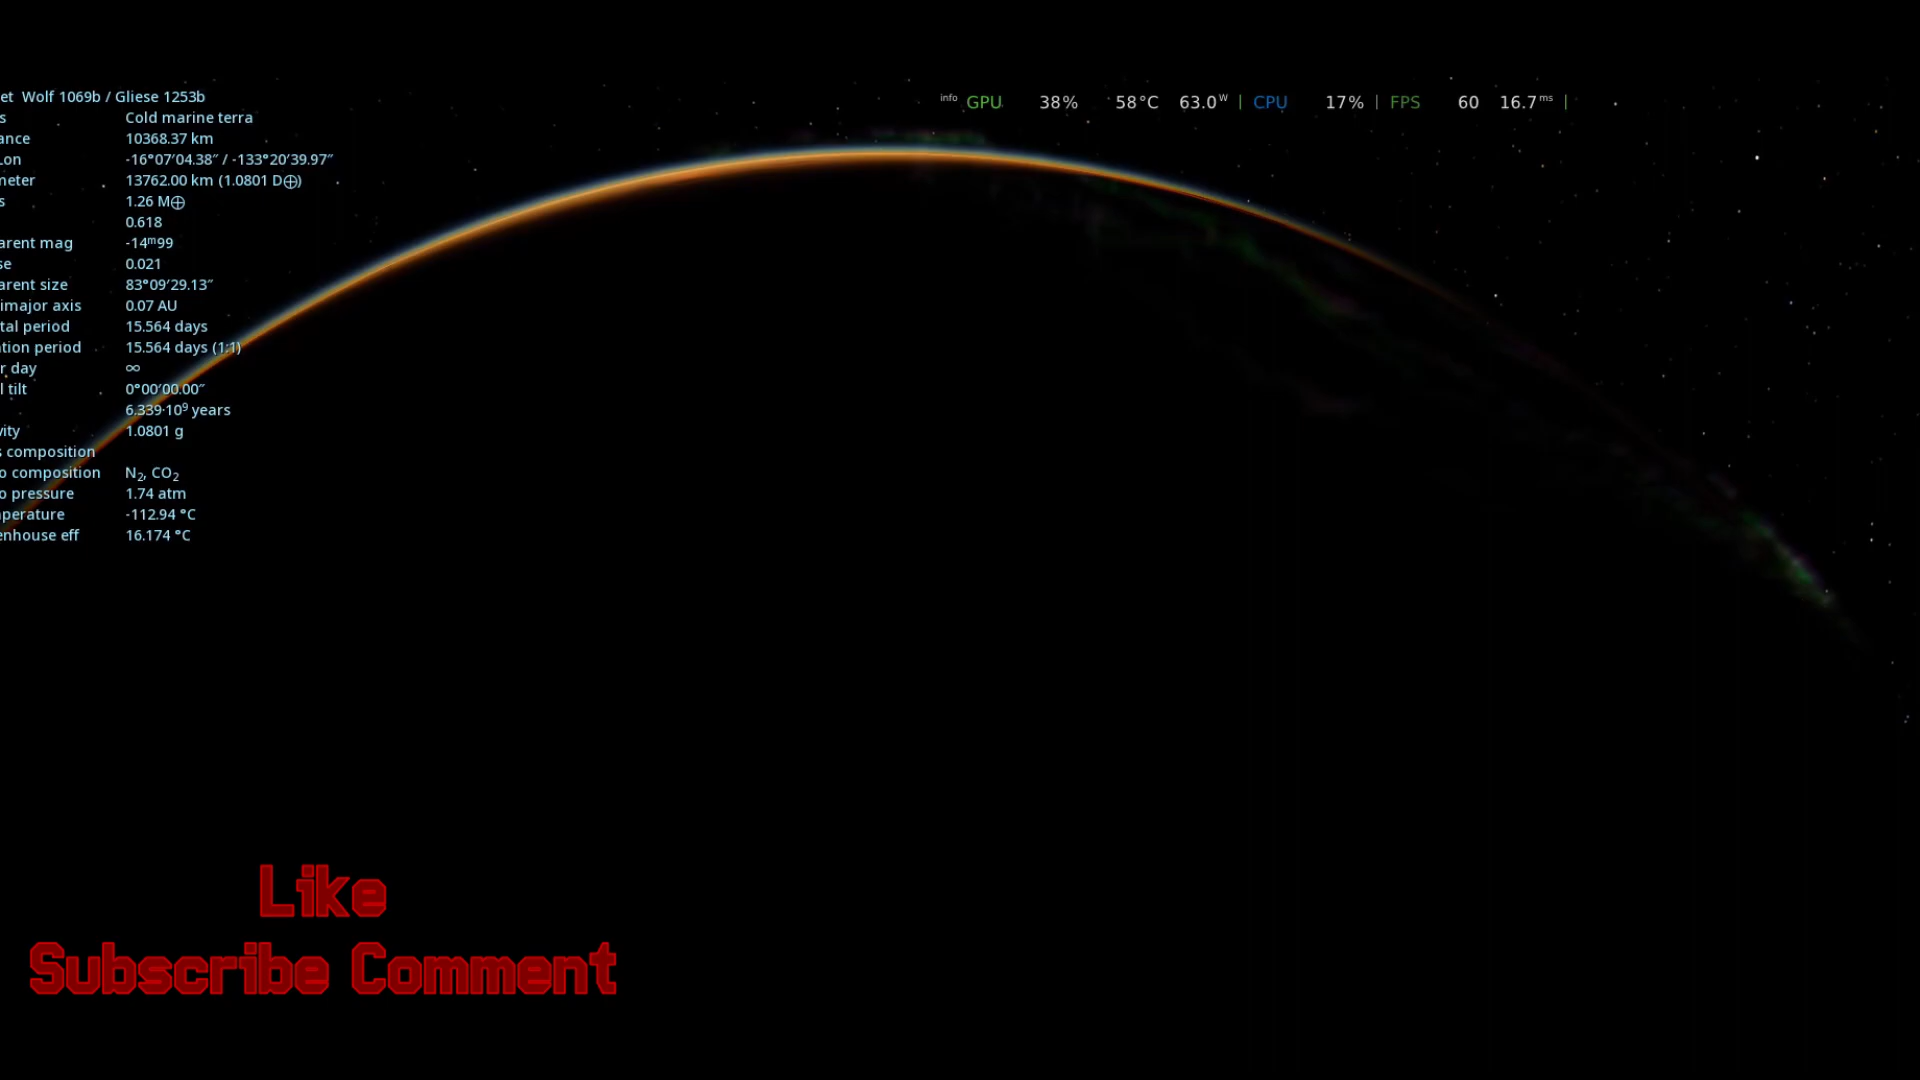 et Wolf 1069b / Gliese 1253b
s Cold marine terra
ance 10368.37 km
Lon -16°07′04.38″ / -133°20′39.97″
neter 13762.00 km (1.0801 D⊕)
s 1.26 M⊕
0.618
arent mag -14ᵐ99
se 0.021
arent size 83°09′29.13″
imajor axis 0.07 AU
tal period 15.564 days
tion period 15.564 days (1:1)
r day ∞
l tilt 0°00′00.00″
6.339·10⁹ years
vity 1.0801 g
s composition
o composition N₂, CO₂
o pressure 1.74 atm
perature -112.94 °C
enhouse eff 16.174 °C
info GPU 38% 58°C 63.0W | CPU 17% | FPS 60 16.7ms |
Like
Subscribe Comment